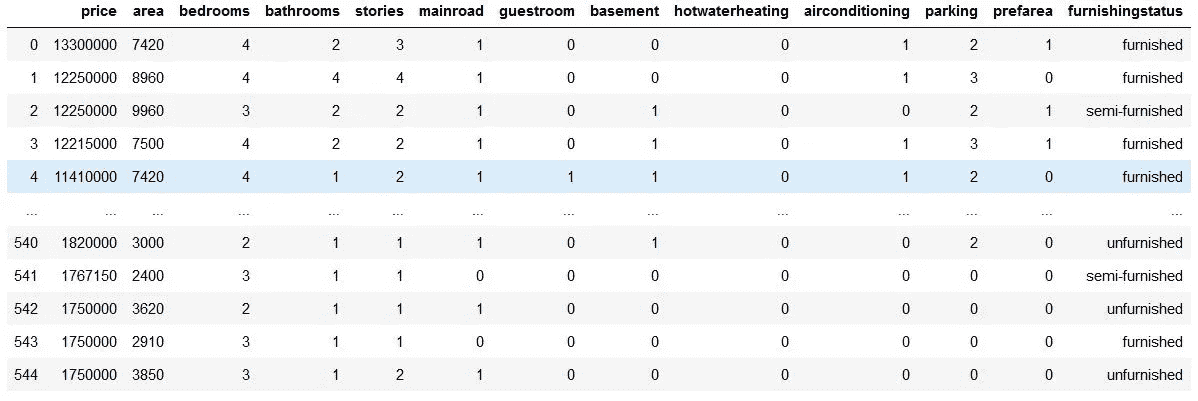 price area bedrooms bathrooms stories mainroad guestroom basement hotwaterheating airconditioning parking prefarea furnishingstatus
0 13300000 7420 4 2 3 1 0 0 0 1 2 1 furnished
1 12250000 8960 4 4 4 1 0 0 0 1 3 0 furnished
2 12250000 9960 3 2 2 1 0 1 0 0 2 1 semi-furnished
3 12215000 7500 4 2 2 1 0 1 0 1 3 1 furnished
4 11410000 7420 4 1 2 1 1 1 0 1 2 0 furnished
... ... ... ... ... ... ... ... ... ... ... ... ... ...
540 1820000 3000 2 1 1 1 0 1 0 0 2 0 unfurnished
541 1767150 2400 3 1 1 0 0 0 0 0 0 0 semi-furnished
542 1750000 3620 2 1 1 1 0 0 0 0 0 0 unfurnished
543 1750000 2910 3 1 1 0 0 0 0 0 0 0 furnished
544 1750000 3850 3 1 2 1 0 0 0 0 0 0 unfurnished